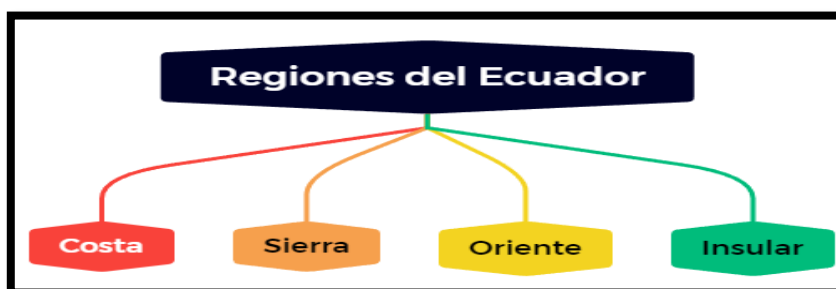 Regiones del Ecuador
Costa
Sierra
Oriente
Insular